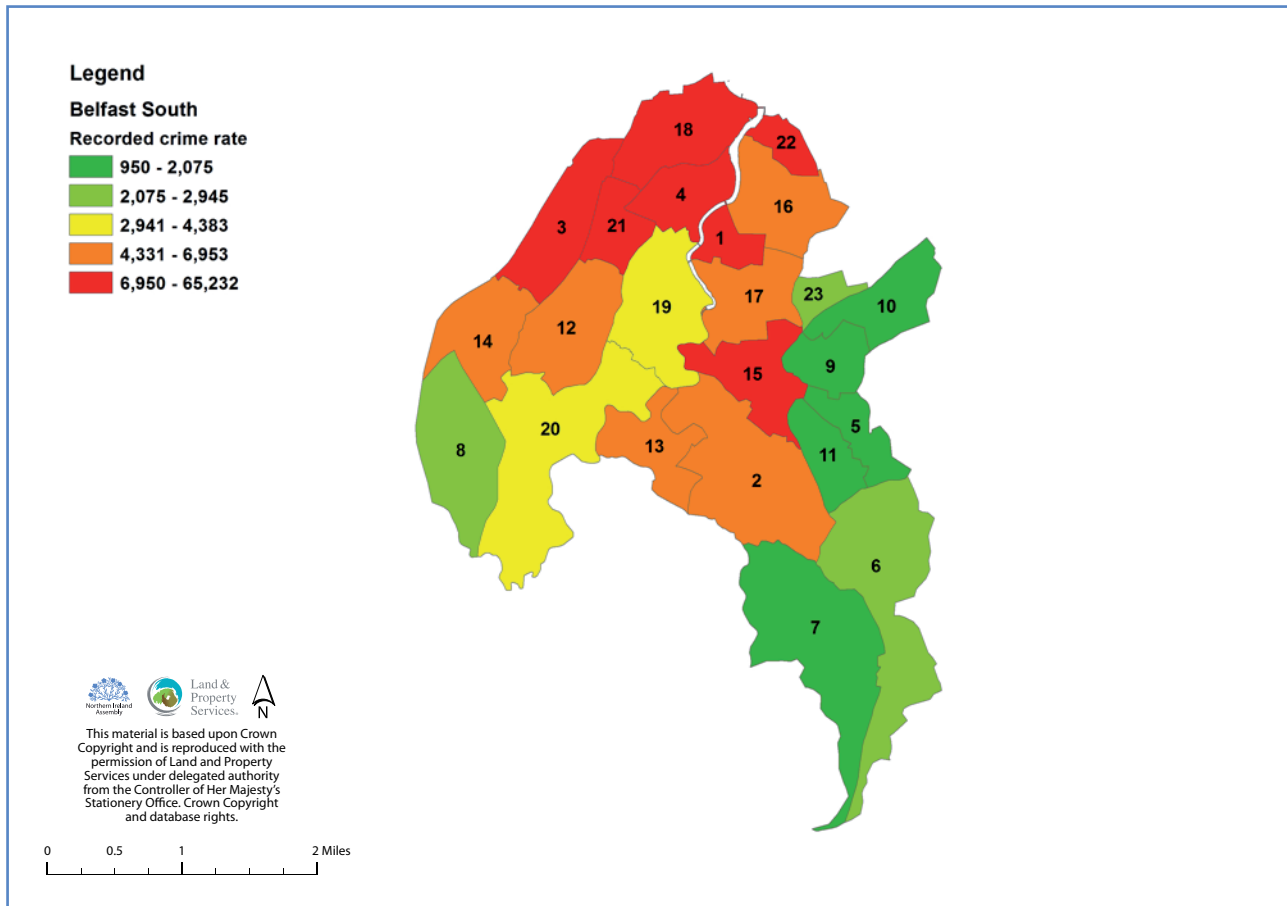 Legend
Belfast South
Recorded crime rate
950 - 2,075
2,075 - 2,945
2,941 - 4,383
4,331 - 6,953
6,950 - 65,232
18
22
4
16
3
21
1
23
10
17
19
12
14
9
15
5
20
13
8
11
2
6
7
Northern Ireland
Assembly
Land &
Property
Services.
N
This material is based upon Crown
Copyright and is reproduced with the
permission of Land and Property
Services under delegated authority
from the Controller of Her Majesty's
Stationery Office. Crown Copyright
and database rights.
0 0.5 1 2 Miles